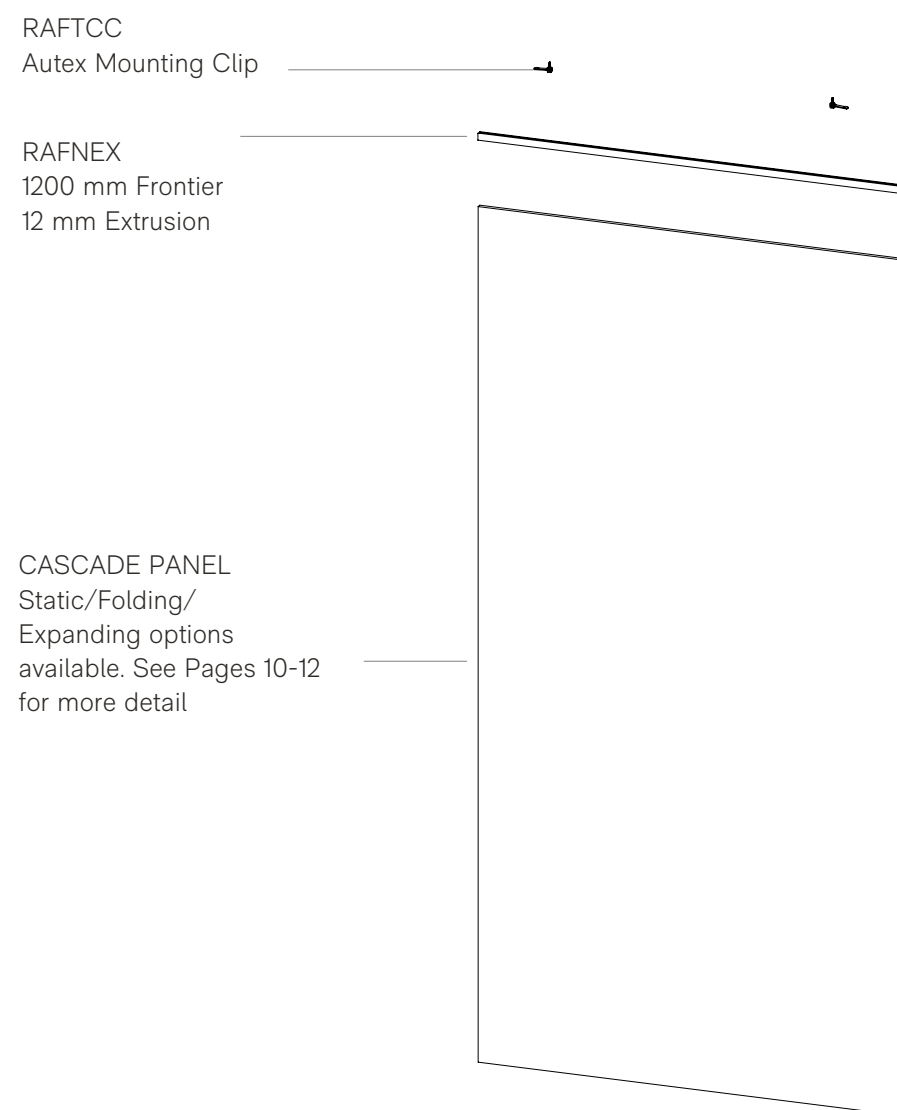 RAFTCC
Autex Mounting Clip
RAFNEX
1200 mm Frontier
12 mm Extrusion
CASCADE PANEL
Static/Folding/
Expanding options
available. See Pages 10-12
for more detail